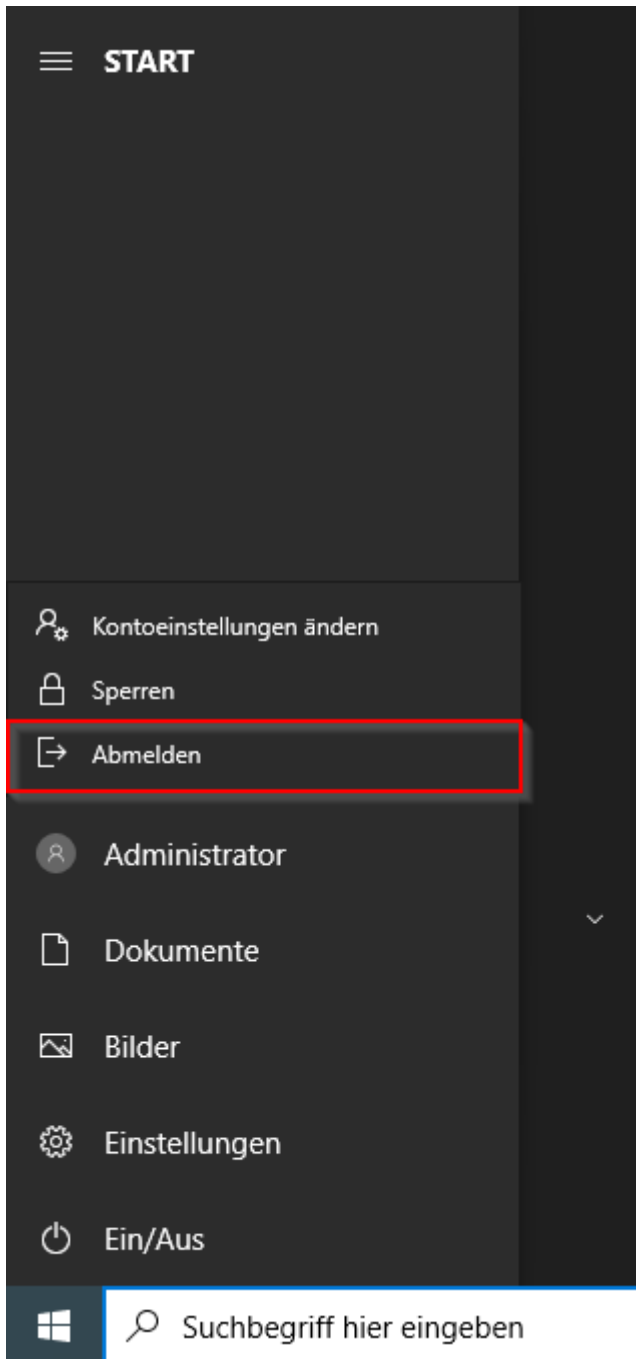 START
Kontoeinstellungen ändern
Sperren
Abmelden
Administrator
Dokumente
Bilder
Einstellungen
Ein/Aus
Suchbegriff hier eingeben